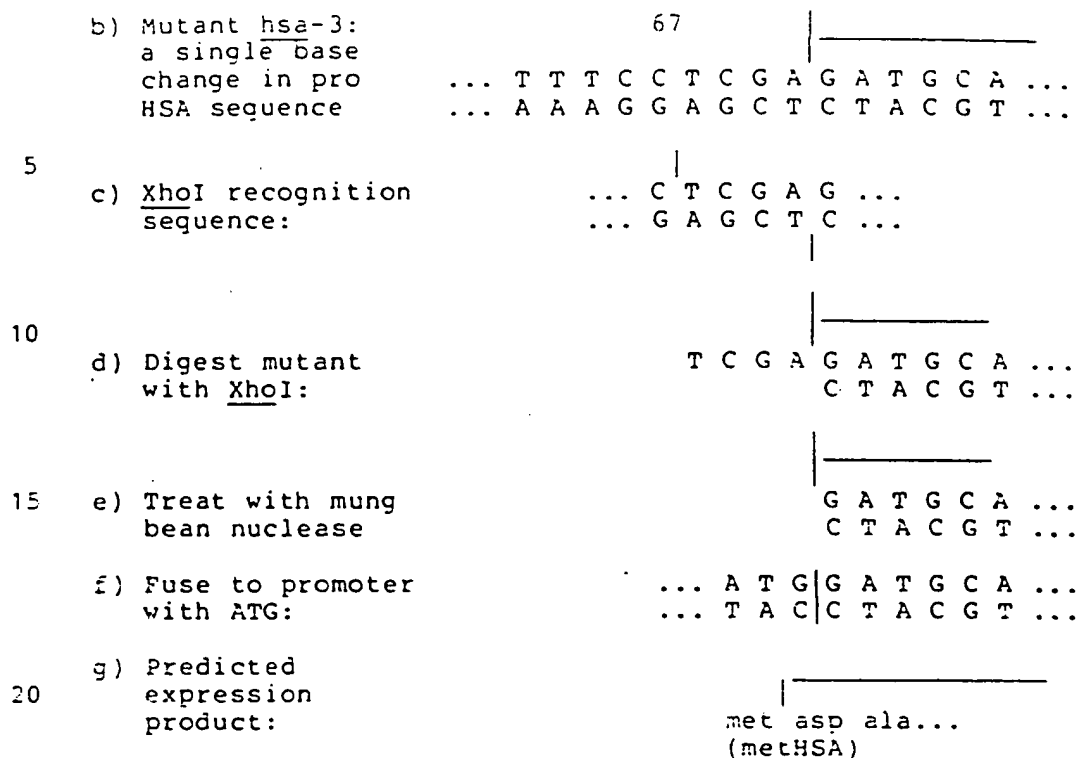 67
b) Mutant hsa-3:
a single base
change in pro
HSA sequence
... T T T C C T C G A G A T G C A ...
... A A A G G A G C T C T A C G T ...
5
c) XhoI recognition
sequence:
... C T C G A G ...
... G A G C T C ...
10
d) Digest mutant
with XhoI:
T C G A G A T G C A ...
C T A C G T ...
15
e) Treat with mung
bean nuclease
G A T G C A ...
C T A C G T ...
f) Fuse to promoter
with ATG:
... A T G G A T G C A ...
... T A C C T A C G T ...
20
g) Predicted
expression
product:
met asp ala...
(metHSA)